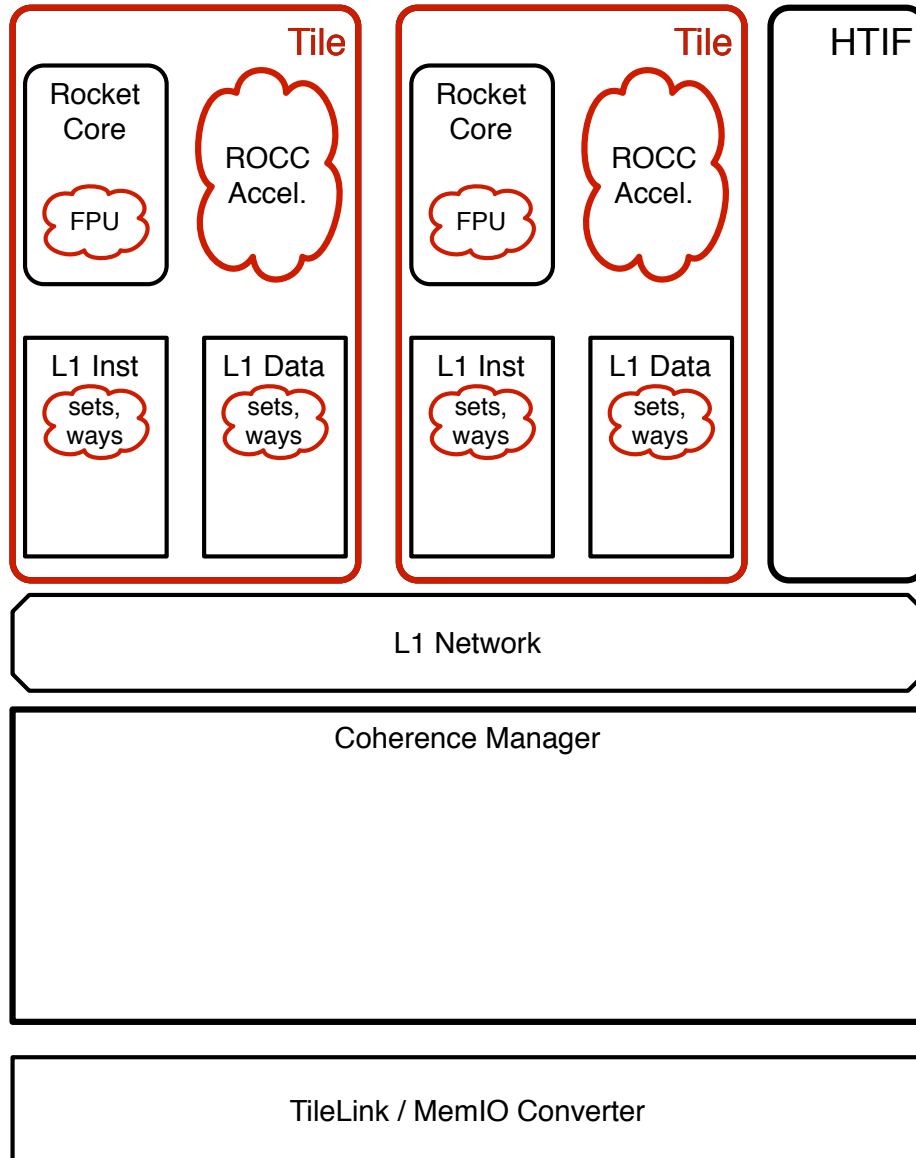 Tile
Rocket
Core
FPU
ROCC
Accel.
L1 Inst
sets,
ways
L1 Data
sets,
ways
Tile
Rocket
Core
FPU
ROCC
Accel.
L1 Inst
sets,
ways
L1 Data
sets,
ways
HTIF
L1 Network
Coherence Manager
TileLink / MemIO Converter